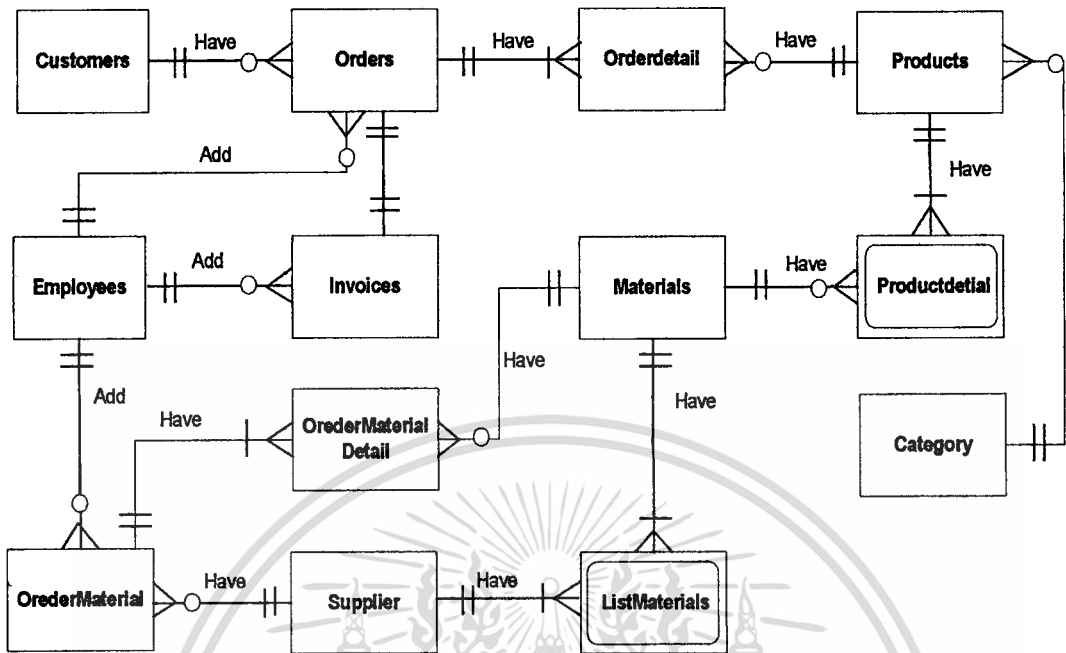 Have
Have
Have
Customers
Orders
Orderdetail
Products
Add
Have
Add
Have
Employees
Invoices
Materials
Productdetial
Have
Add
Have
Have
OrederMaterial
Detail
Category
Have
Have
OrederMaterial
Supplier
ListMaterials